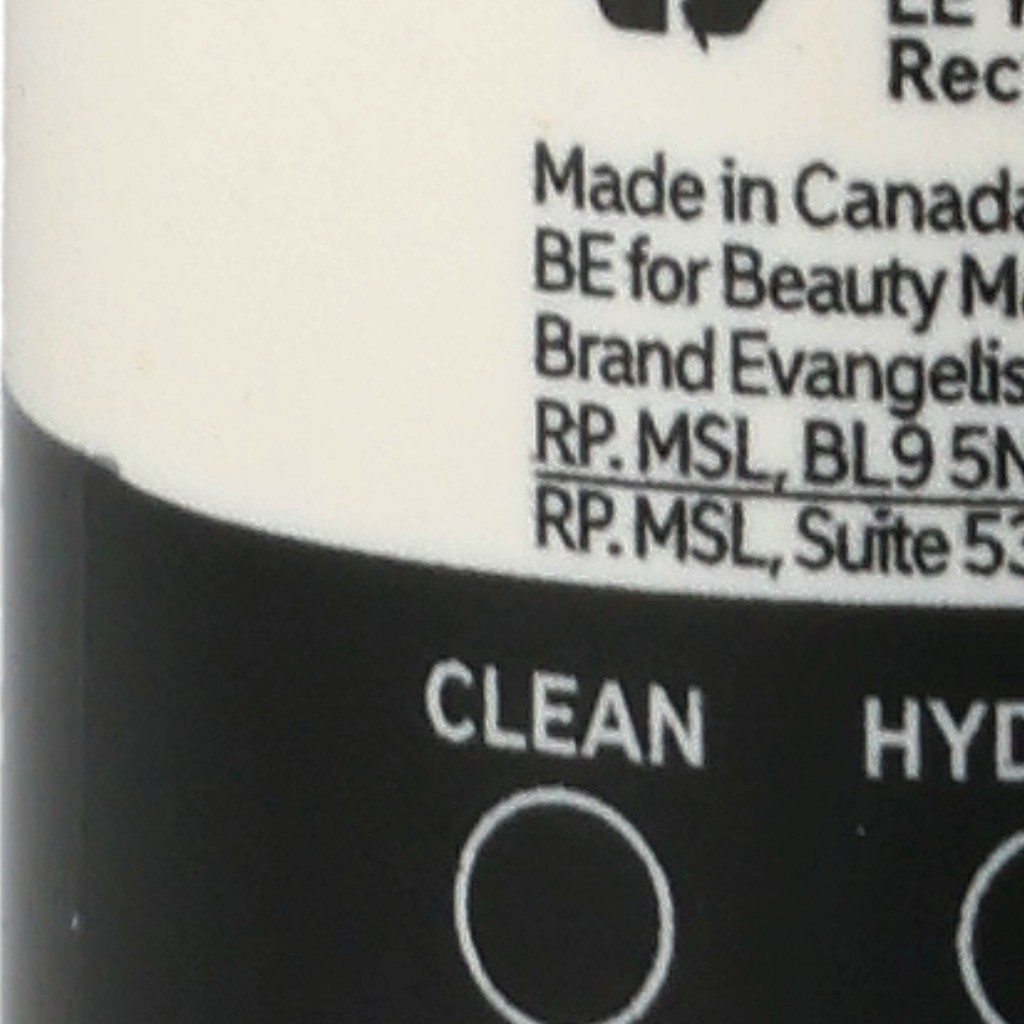 Rec
Made in Canada
BE for Beauty
Brand Evangelis
RP. MSL, BL9 5N
RP. MSL, Suite 53
CLEAN
HYD